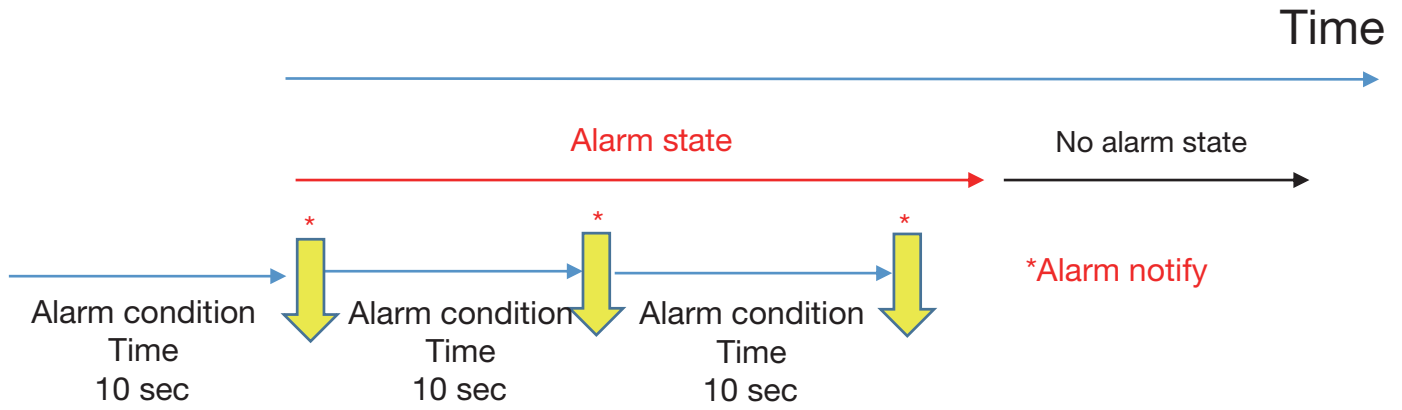 Time
Alarm state
No alarm state
*
*
*
*Alarm notify
Alarm condition
Time
10 sec
Alarm condition
Time
10 sec
Alarm condition
Time
10 sec